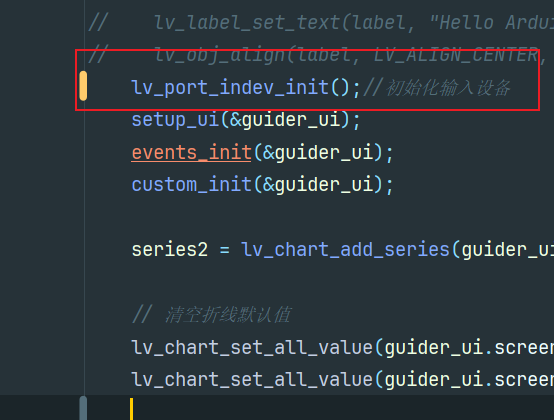 //    lv_label_set_text(label, "Hello Ardui
//    lv_obj_align(label, LV_ALIGN_CENTER,
lv_port_indev_init();//初始化输入设备
setup_ui(&guider_ui);
events_init(&guider_ui);
custom_init(&guider_ui);
series2 = lv_chart_add_series(guider_ui
// 清空折线默认值
lv_chart_set_all_value(guider_ui.screen
lv_chart_set_all_value(guider_ui.screen